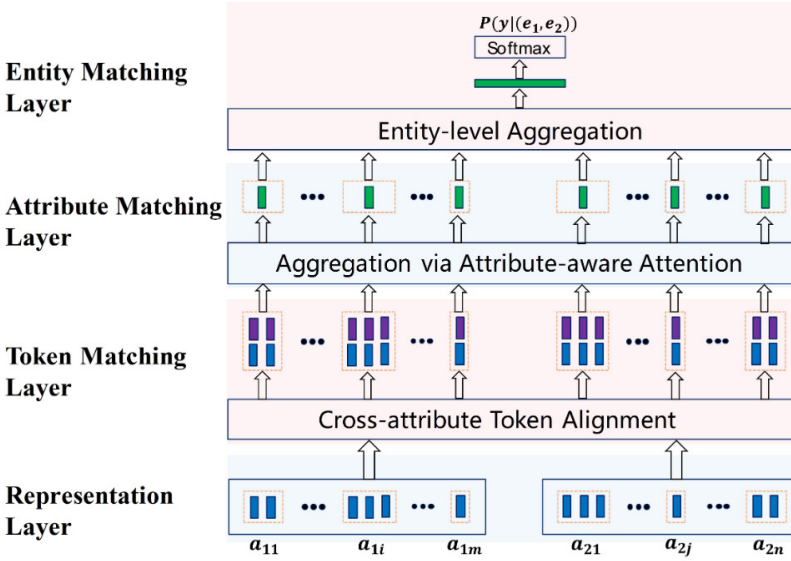 P(y|(e₁,e₂))
Softmax
Entity Matching
Layer
Entity-level Aggregation
Attribute Matching
Layer
Aggregation via Attribute-aware Attention
Token Matching
Layer
Cross-attribute Token Alignment
Representation
Layer
a₁₁ a₁ᵢ a₁ₘ a₂₁ a₂ⱼ a₂ₙ